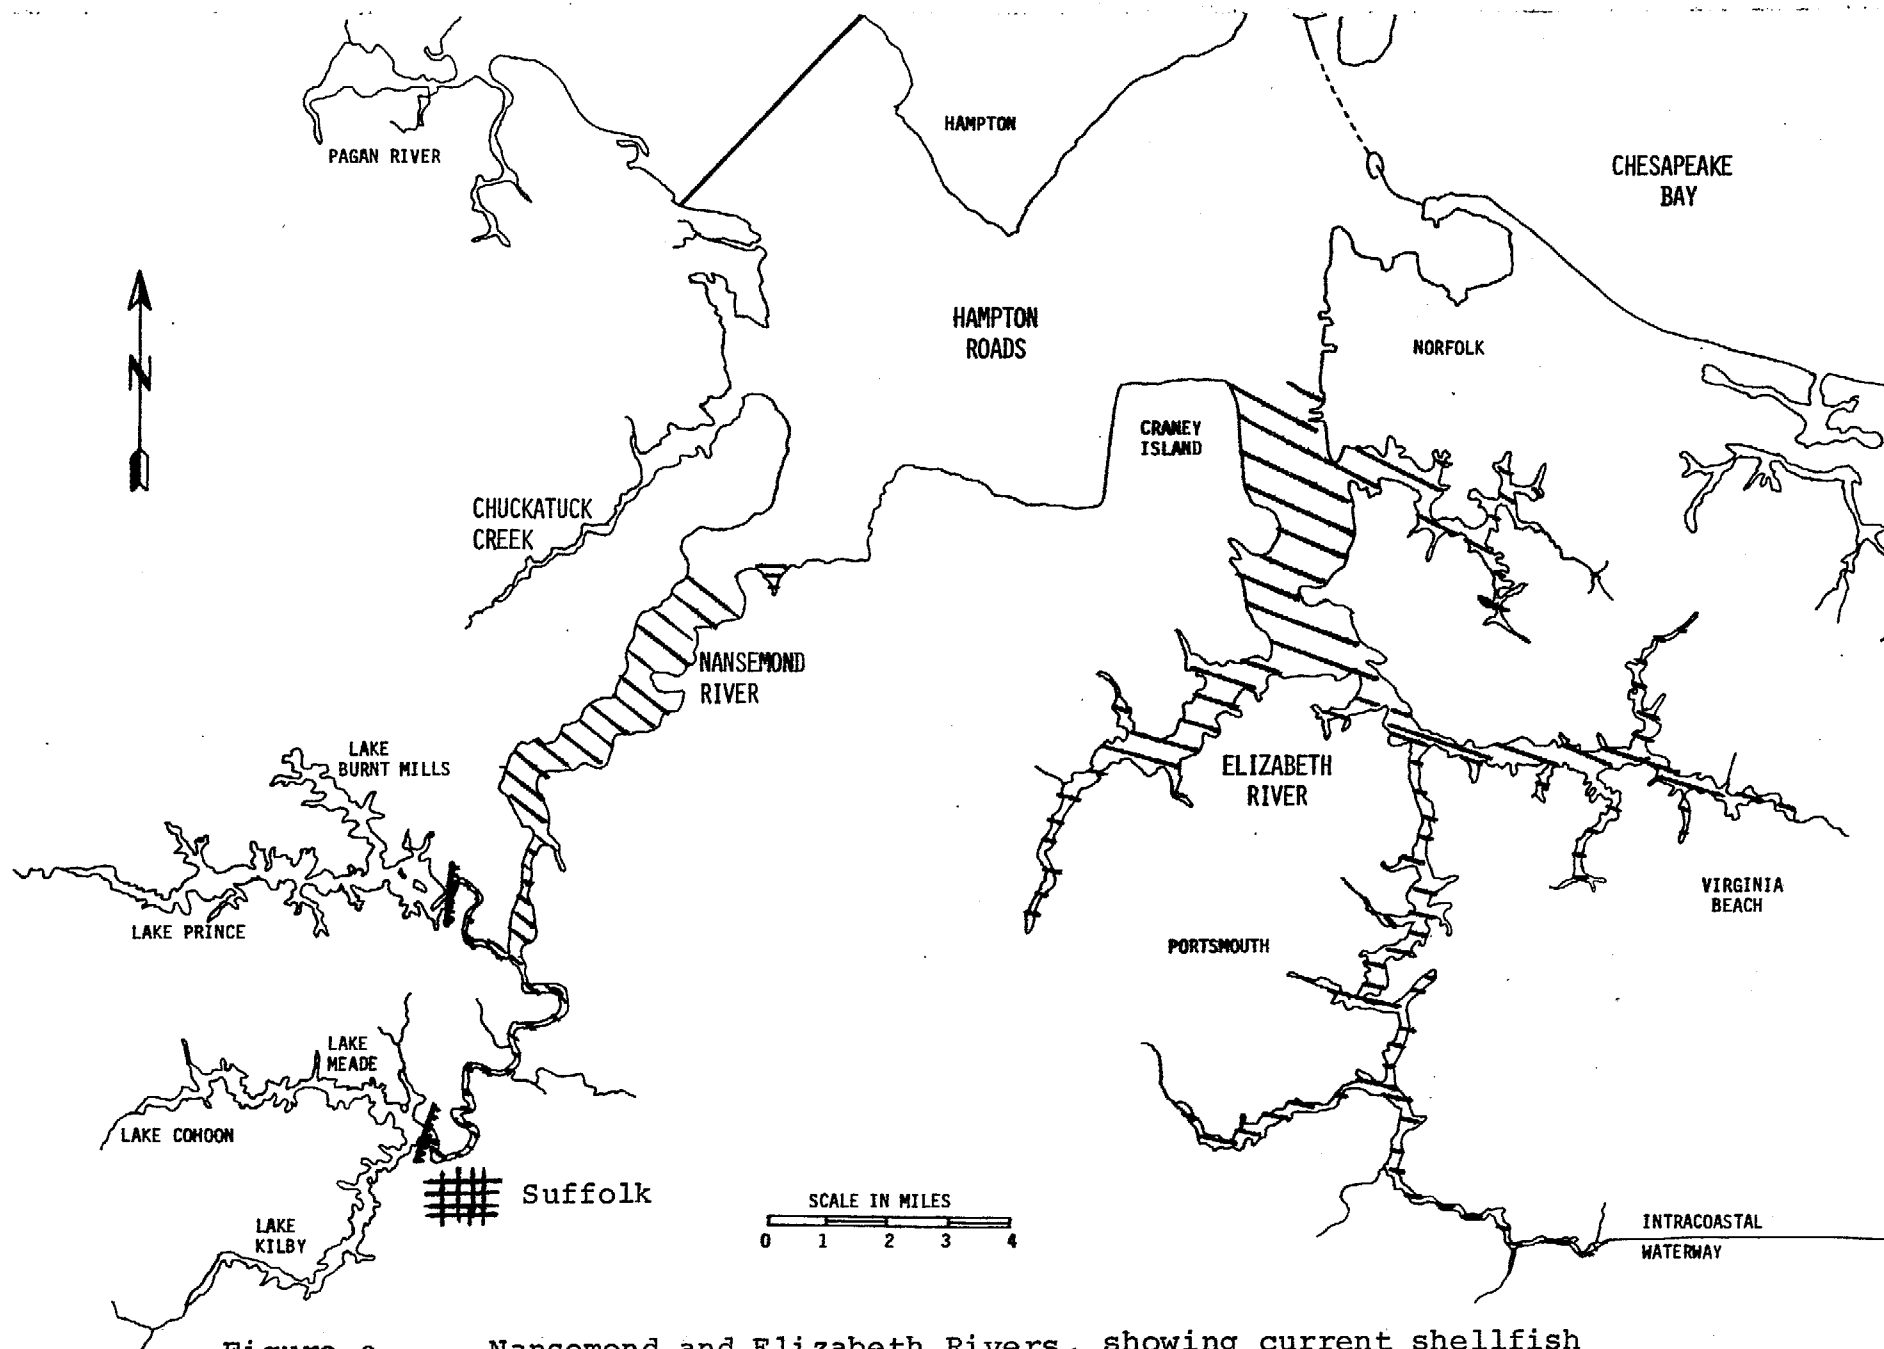 HAMPTON
PAGAN RIVER
CHESAPEAKE
BAY
N
HAMPTON
ROADS
NORFOLK
CRANEY
ISLAND
CHUCKATUCK
CREEK
NANSEMOND
RIVER
LAKE
BURNT MILLS
ELIZABETH
RIVER
VIRGINIA
BEACH
LAKE PRINCE
PORTSMOUTH
LAKE
MEADE
LAKE COHOON
Suffolk
SCALE IN MILES
0 1 2 3 4
LAKE
KILBY
INTRACOASTAL
WATERWAY
Nansemond and Elizabeth Rivers, showing current shellfish